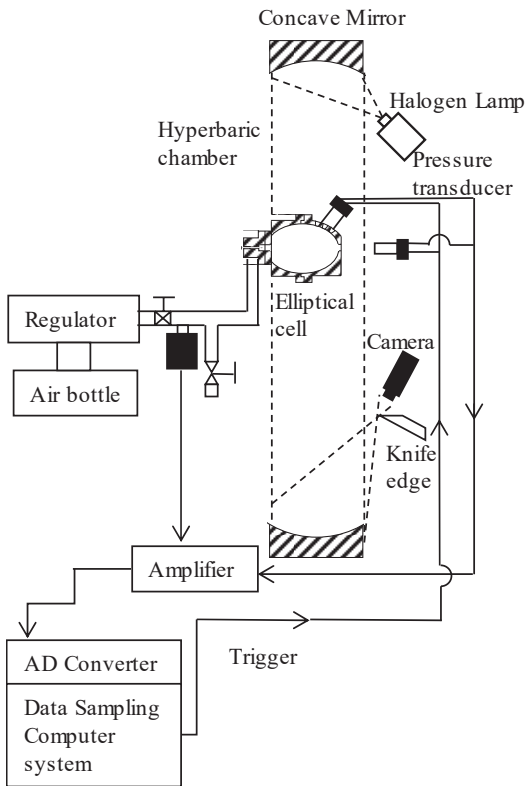 Concave Mirror
Halogen Lamp
Hyperbaric
chamber
Pressure
transducer
Elliptical
cell
Regulator
Air bottle
Camera
Knife
edge
Amplifier
Trigger
AD Converter
Data Sampling
Computer
system